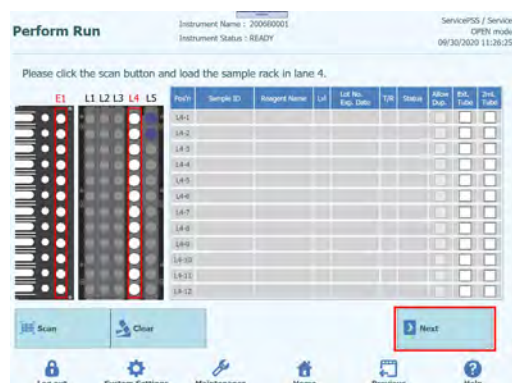 Perform Run
Instrument Name : 200660001
Instrument Status : READY
ServicePSS / Service
OPEN mode
09/30/2020 11:26:25
Please click the scan button and load the sample rack in lane 4.
E1 L1 L2 L3 L4 L5
Pos'n Sample ID Reagent Name Lvl Lot No. Exp. Date T/R Status Allow Dup. Ext. Tube 2mL Tube
L4-1
L4-2
L4-3
L4-4
L4-5
L4-6
L4-7
L4-8
L4-9
L4-10
L4-11
L4-12
Scan Clear Next
Log out System Settings Maintenance Home Previous Help